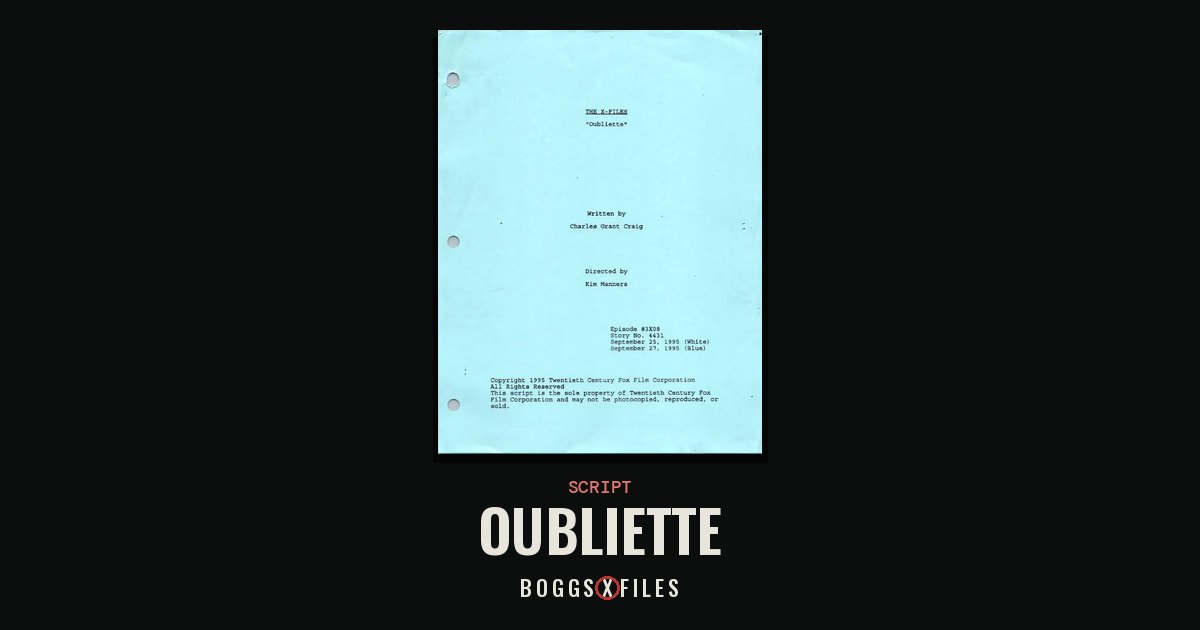 THE X-FILES
"Oubliette"
Written by
Charles Grant Craig
Directed by
Kim Manners
Episode #3X08
Story No. 4431
September 25, 1995 (White)
September 27, 1995 (Blue)
Copyright 1995 Twentieth Century Fox Film Corporation
All Rights Reserved
This script is the sole property of Twentieth Century Fox
Film Corporation and may not be photocopied, reproduced, or
sold.
SCRIPT
OUBLIETTE
BOGGSXFILES